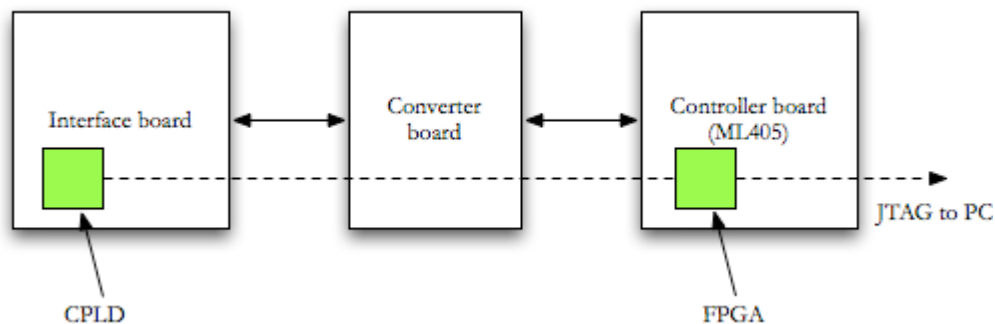 Interface board
Converter
board
Controller board
(ML405)
JTAG to PC
CPLD
FPGA